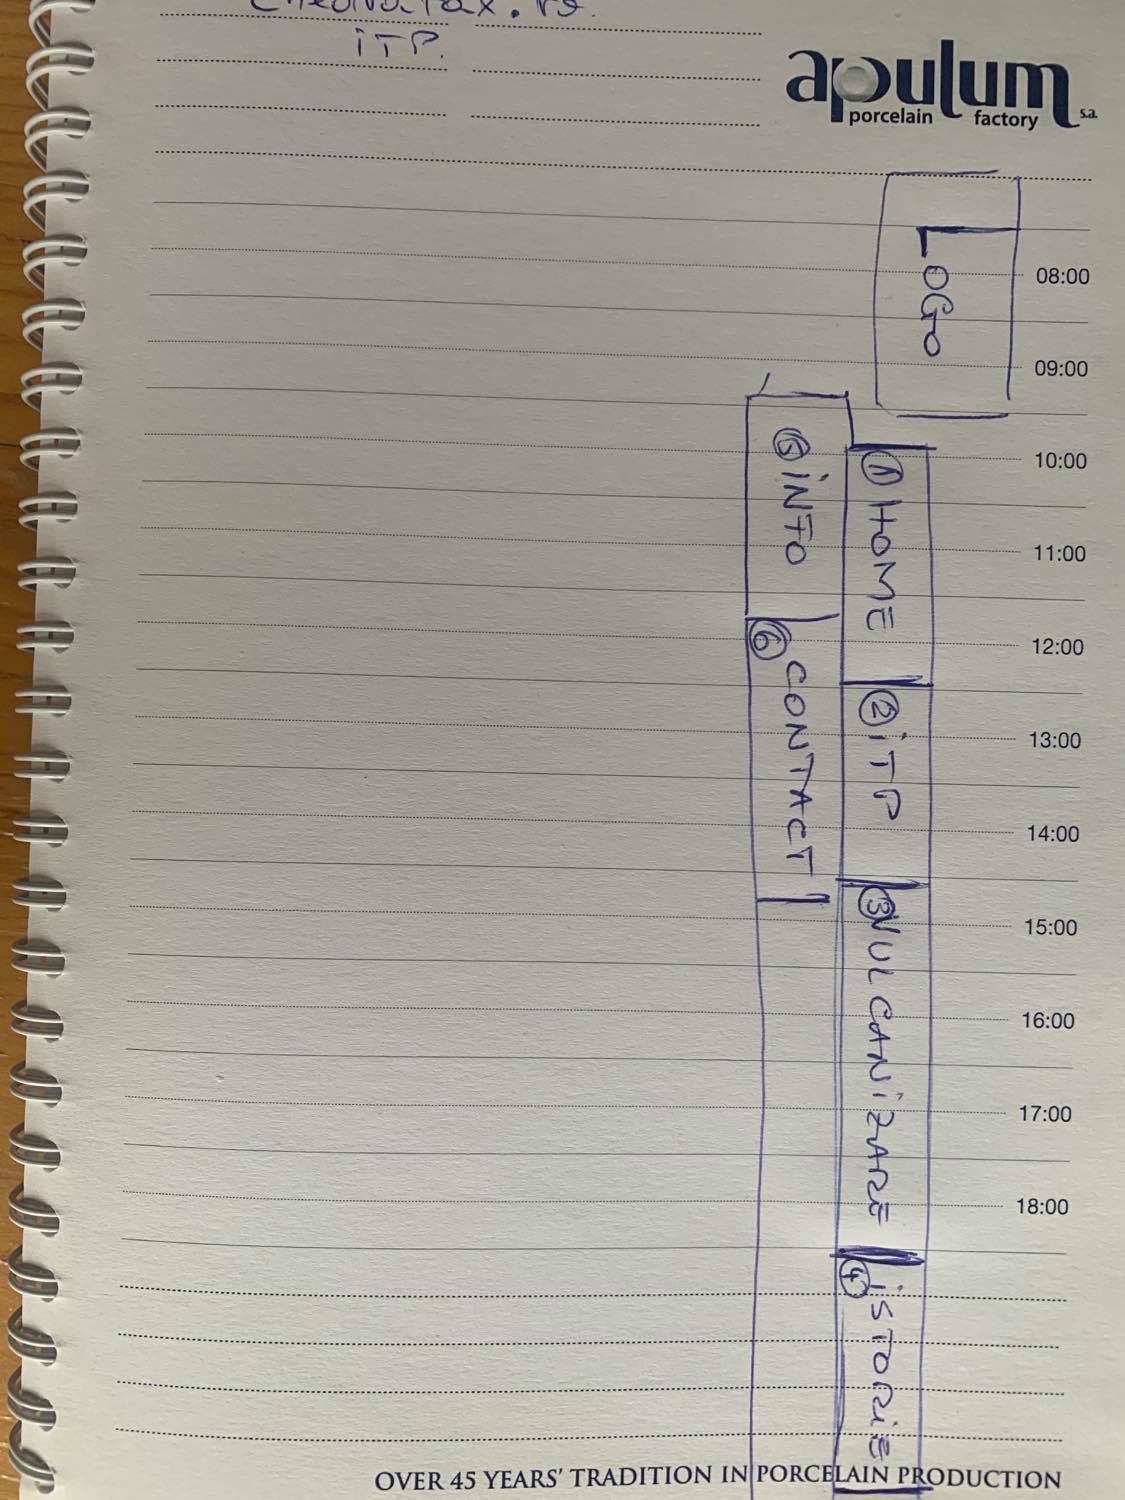 iTP.
apulum s.a.
porcelain factory
LOGO
08:00
09:00
10:00
11:00
12:00
13:00
14:00
15:00
16:00
17:00
18:00
1 HOME 2 iTP 3 VULCANiZARE 4 iSTORiE
5 iNFO 6 CONTACT
OVER 45 YEARS' TRADITION IN PORCELAIN PRODUCTION